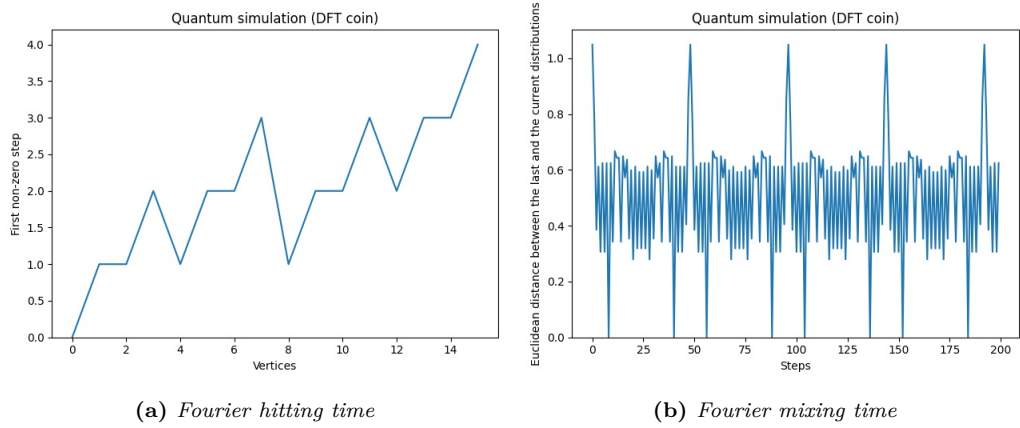 Quantum simulation (DFT coin)
First non-zero step
4.0
3.5
3.0
2.5
2.0
1.5
1.0
0.5
0.0
0 2 4 6 8 10 12 14
Vertices
(a) Fourier hitting time
Quantum simulation (DFT coin)
Euclidean distance between the last and the current distributions
1.0
0.8
0.6
0.4
0.2
0.0
0 25 50 75 100 125 150 175 200
Steps
(b) Fourier mixing time